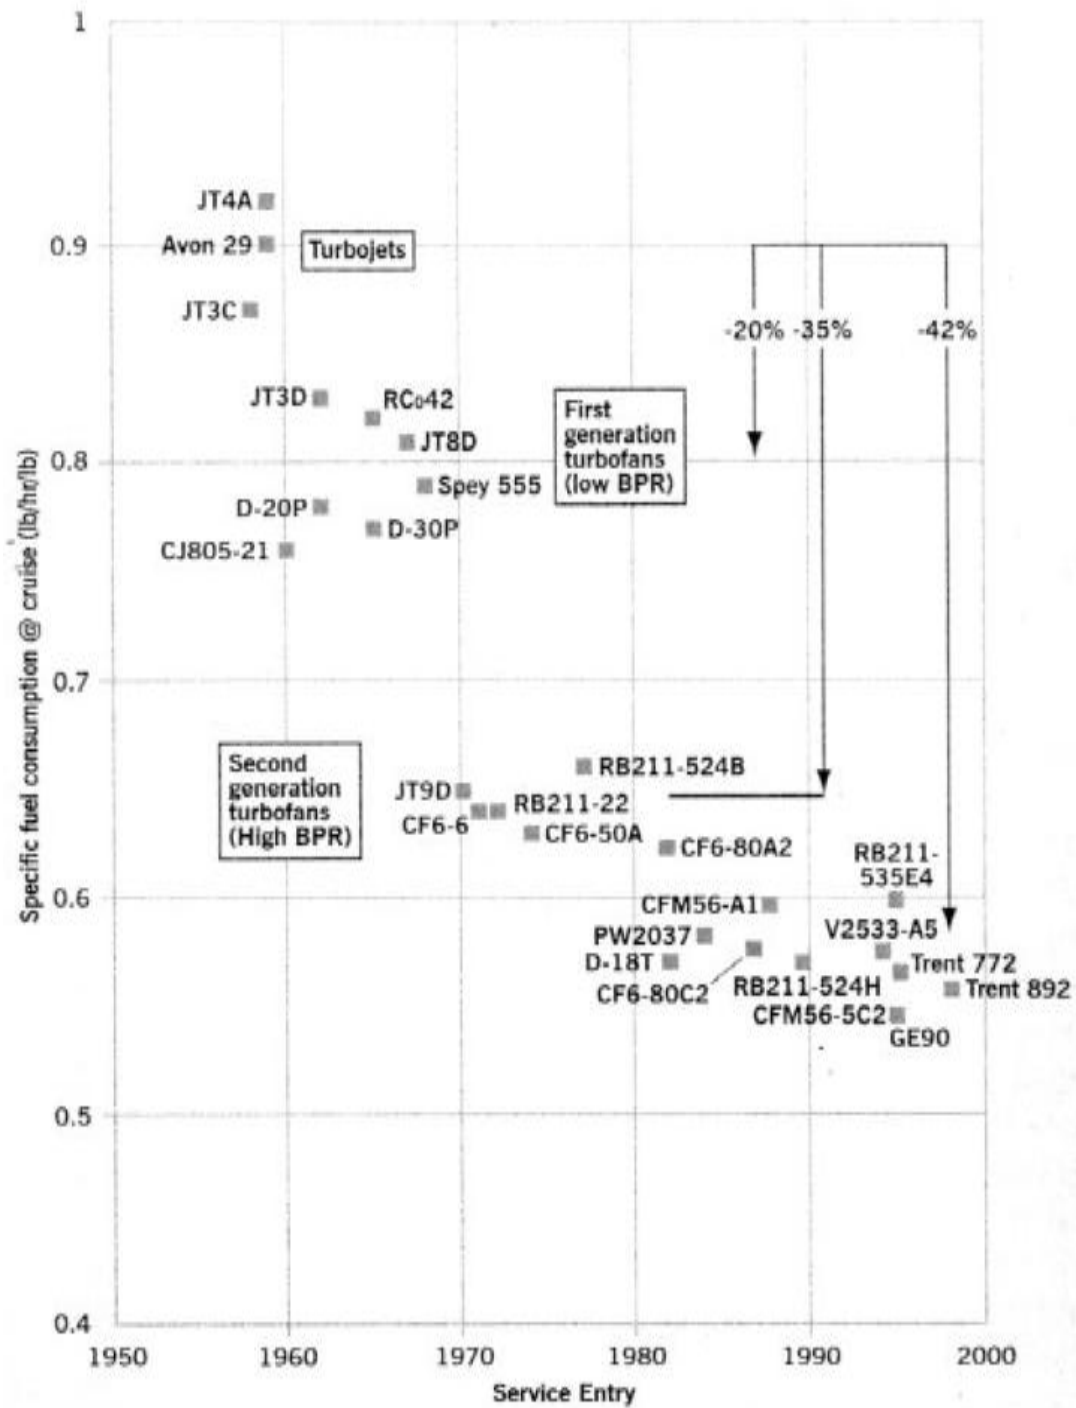 1
JT4A
0.9
Avon 29
Turbojets
JT3C
-20%
-35%
-42%
JT3D
RC₀42
JT8D
First
generation
turbofans
(low BPR)
0.8
Spey 555
D-20P
D-30P
CJ805-21
Specific fuel consumption @ cruise (lb/hr/lb)
0.7
Second
generation
turbofans
(High BPR)
RB211-524B
JT9D
RB211-22
CF6-6
CF6-50A
CF6-80A2
RB211-
535E4
0.6
CFM56-A1
PW2037
V2533-A5
D-18T
Trent 772
CF6-80C2
RB211-524H
Trent 892
CFM56-5C2
GE90
0.5
0.4
1950
1960
1970
1980
1990
2000
Service Entry